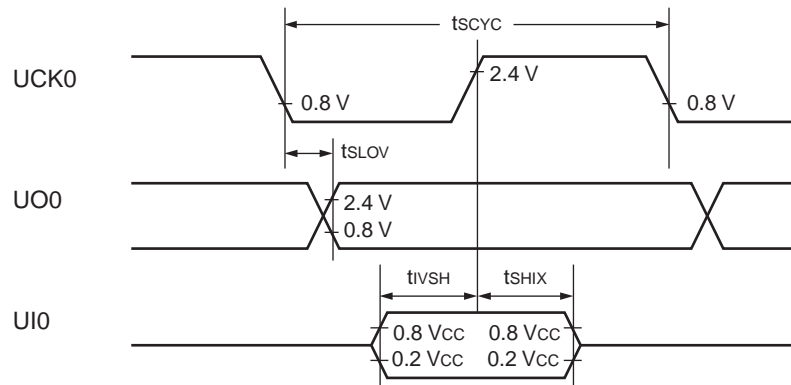 tSCYC
UCK0
2.4 V
0.8 V 0.8 V
tSLOV
UO0
2.4 V
0.8 V
tIVSH tSHIX
UI0
0.8 VCC 0.8 VCC
0.2 VCC 0.2 VCC